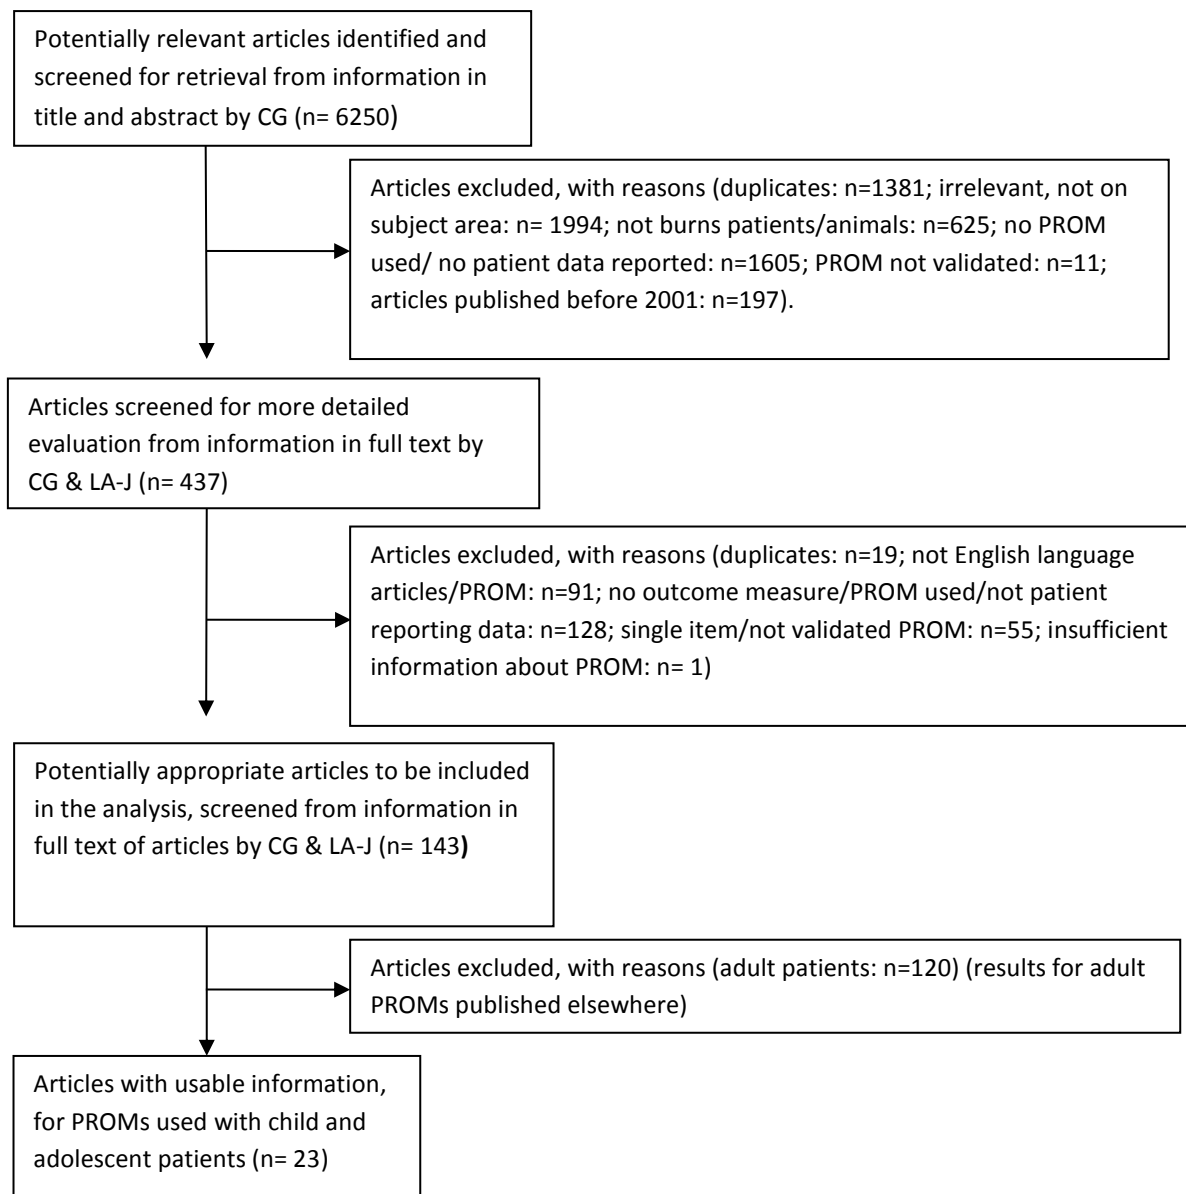 Potentially relevant articles identified and
screened for retrieval from information in
title and abstract by CG (n= 6250)
Articles excluded, with reasons (duplicates: n=1381; irrelevant, not on
subject area: n= 1994; not burns patients/animals: n=625; no PROM
used/ no patient data reported: n=1605; PROM not validated: n=11;
articles published before 2001: n=197).
Articles screened for more detailed
evaluation from information in full text by
CG & LA-J (n= 437)
Articles excluded, with reasons (duplicates: n=19; not English language
articles/PROM: n=91; no outcome measure/PROM used/not patient
reporting data: n=128; single item/not validated PROM: n=55; insufficient
information about PROM: n= 1)
Potentially appropriate articles to be included
in the analysis, screened from information in
full text of articles by CG & LA-J (n= 143)
Articles excluded, with reasons (adult patients: n=120) (results for adult
PROMs published elsewhere)
Articles with usable information,
for PROMs used with child and
adolescent patients (n= 23)